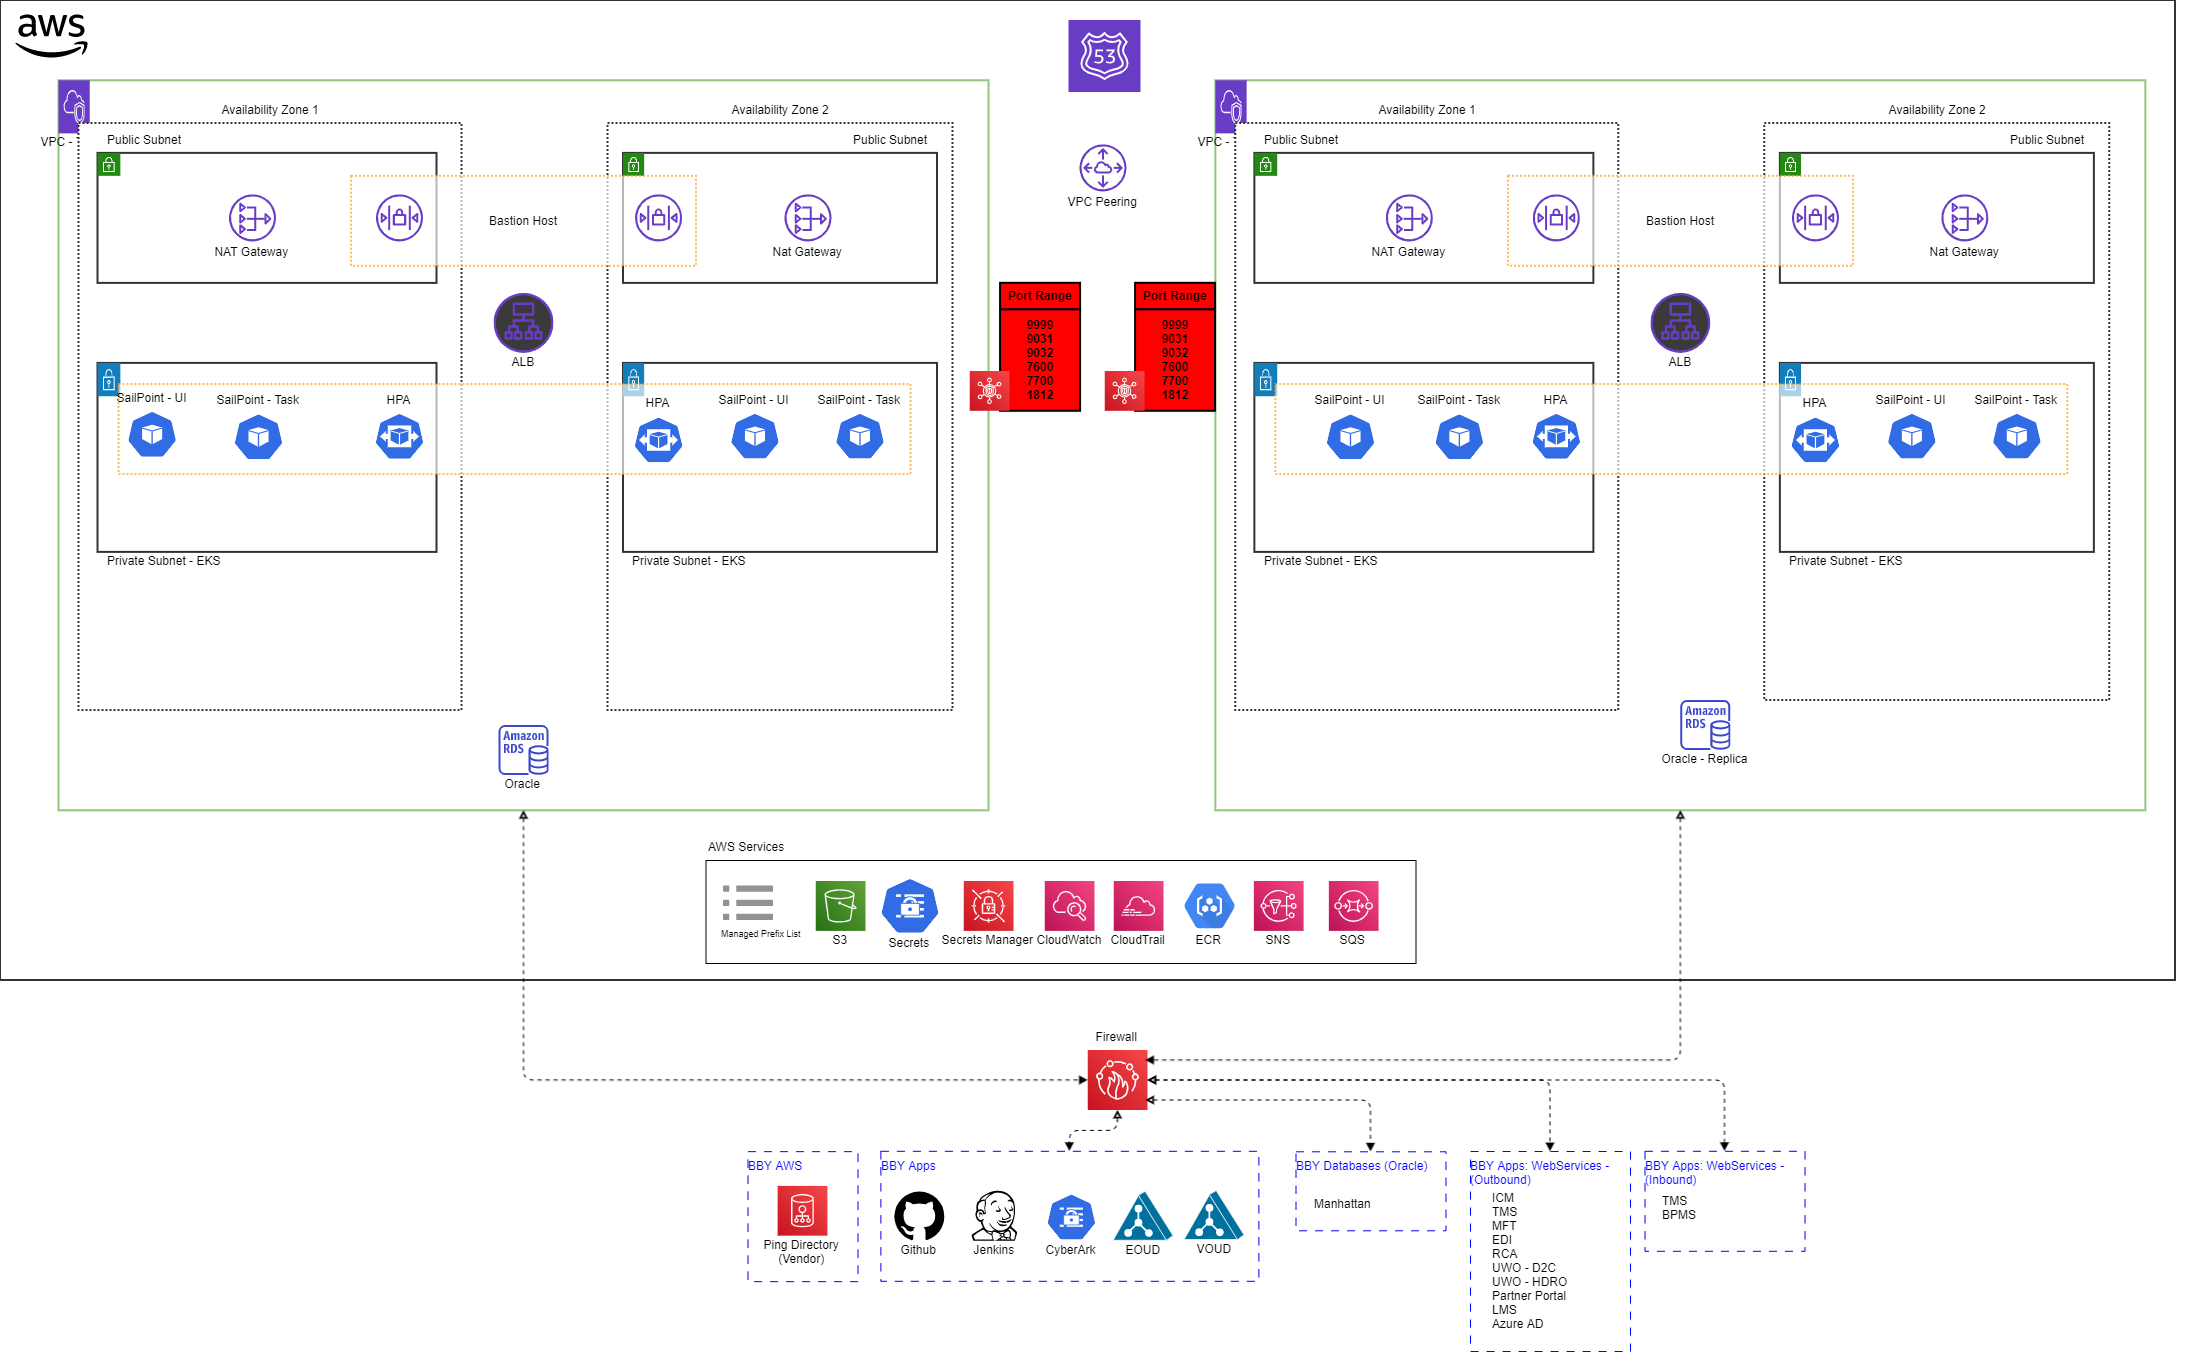 aws
53
VPC -
Availability Zone 1
Availability Zone 2
Public Subnet
Public Subnet
NAT Gateway
Bastion Host
Nat Gateway
ALB
SailPoint - UI
SailPoint - Task
HPA
HPA
SailPoint - UI
SailPoint - Task
Private Subnet - EKS
Private Subnet - EKS
Amazon
RDS
Oracle
VPC Peering
Port Range
9999
9031
9032
7600
7700
1812
Port Range
9999
9031
9032
7600
7700
1812
VPC -
Availability Zone 1
Availability Zone 2
Public Subnet
Public Subnet
NAT Gateway
Bastion Host
Nat Gateway
ALB
SailPoint - UI
SailPoint - Task
HPA
HPA
SailPoint - UI
SailPoint - Task
Private Subnet - EKS
Private Subnet - EKS
Amazon
RDS
Oracle - Replica
AWS Services
Managed Prefix List
S3
Secrets
Secrets Manager
CloudWatch
CloudTrail
ECR
SNS
SQS
Firewall
BBY AWS
Ping Directory
(Vendor)
BBY Apps
Github
Jenkins
CyberArk
EOUD
VOUD
BBY Databases (Oracle)
Manhattan
BBY Apps: WebServices -
(Outbound)
ICM
TMS
MFT
EDI
RCA
UWO - D2C
UWO - HDRO
Partner Portal
LMS
Azure AD
BBY Apps: WebServices -
(Inbound)
TMS
BPMS